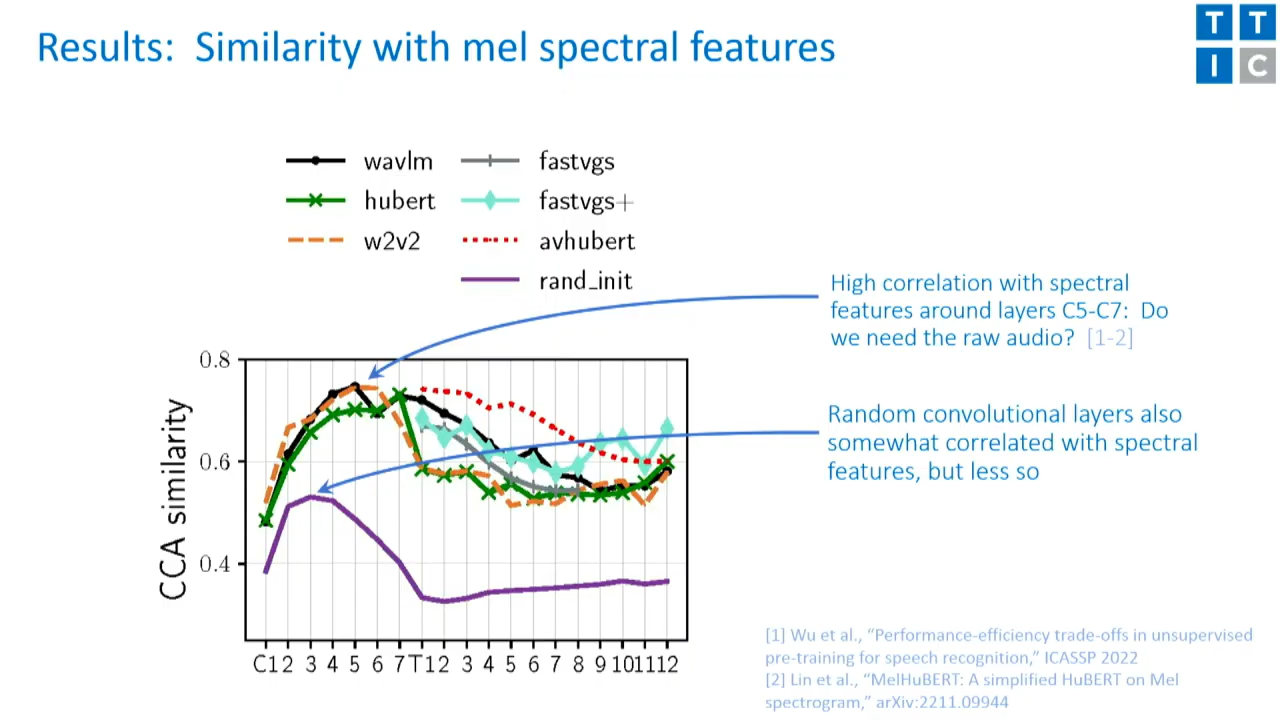 Results: Similarity with mel spectral features
T T
I C
wavlm
hubert
w2v2
fastvgs
fastvgs+
avhubert
rand_init
High correlation with spectral
features around layers C5-C7: Do
we need the raw audio? [1-2]
Random convolutional layers also
somewhat correlated with spectral
features, but less so
CCA similarity
0.8
0.6
0.4
C1 2 3 4 5 6 7 T1 2 3 4 5 6 7 8 9 10 11 12
[1] Wu et al., “Performance-efficiency trade-offs in unsupervised
pre-training for speech recognition,” ICASSP 2022
[2] Lin et al., “MelHuBERT: A simplified HuBERT on Mel
spectrogram,” arXiv:2211.09944